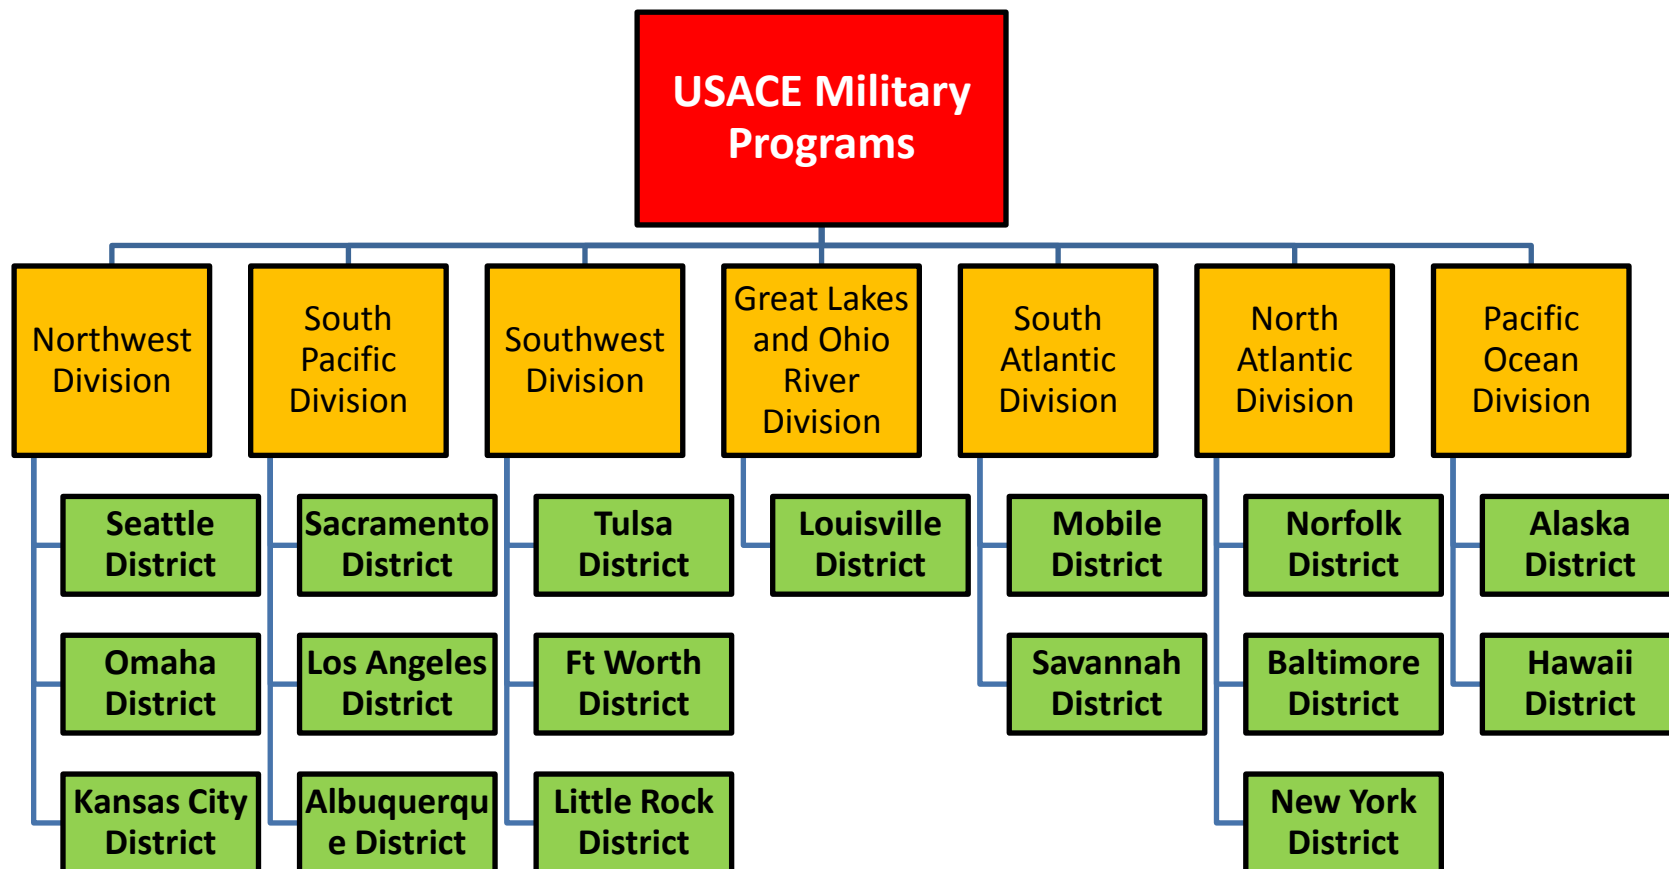 USACE Military
Programs
Northwest
Division
South
Pacific
Division
Southwest
Division
Great Lakes
and Ohio
River
Division
South
Atlantic
Division
North
Atlantic
Division
Pacific
Ocean
Division
Seattle
District
Sacramento
District
Tulsa
District
Louisville
District
Mobile
District
Norfolk
District
Alaska
District
Omaha
District
Los Angeles
District
Ft Worth
District
Savannah
District
Baltimore
District
Hawaii
District
Kansas City
District
Albuquerqu
e District
Little Rock
District
New York
District